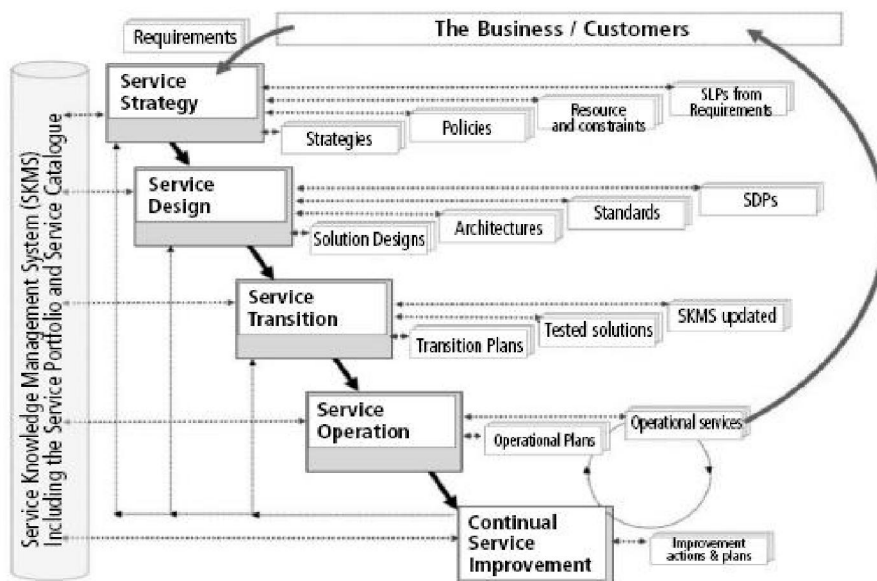 Requirements
The Business / Customers
Service
Strategy
Strategies
Policies
Resource
and constraints
SLPs from
Requirements
Service
Design
Solution Designs
Architectures
Standards
SDPs
Service
Transition
Transition Plans
Tested solutions
SKMS updated
Service
Operation
Operational Plans
Operational services
Continual
Service
Improvement
Improvement
actions & plans
Service Knowledge Management System (SKMS)
Including the Service Portfolio and Service Catalogue